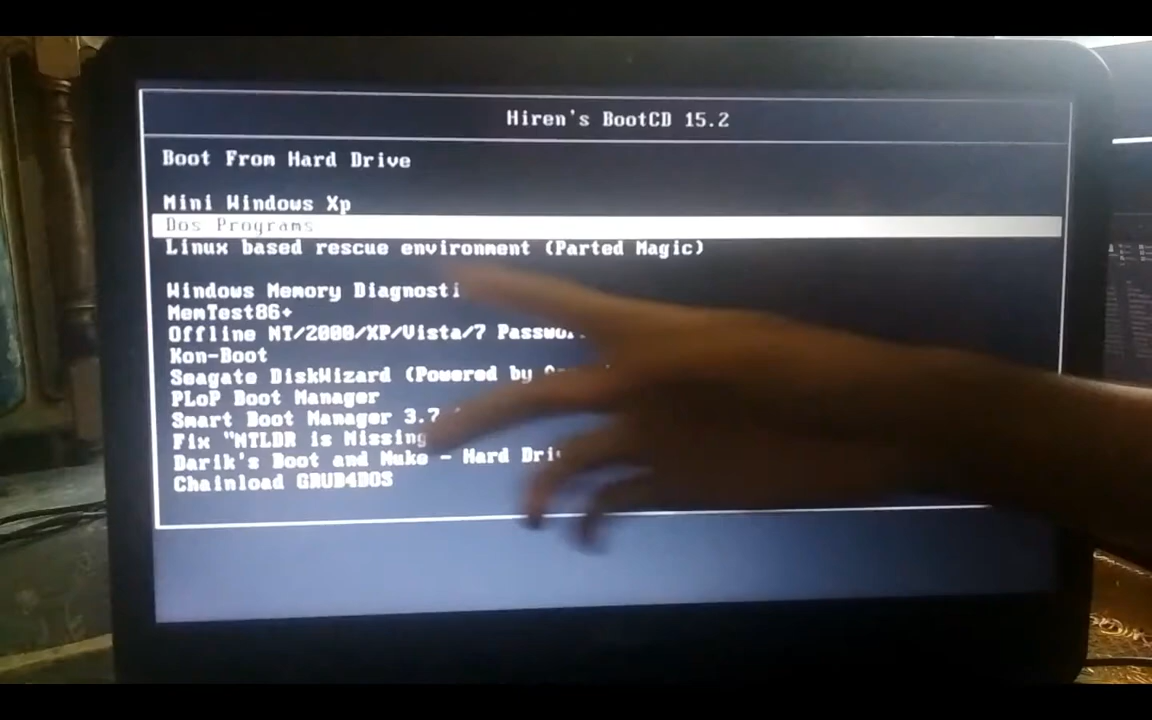 Hiren's BootCD 15.2
Boot From Hard Drive
Mini Windows Xp
Dos Programs
Linux based rescue environment (Parted Magic)
Windows Memory
MemTest86+
Offline NT/2000/XP/Vista/7
Kon-Boot
Seagate DiskWizard (Powered by
PLoP Boot Manager
Smart Boot Manager 3.7
Fix "NTLDR is Missing
Darik's Boot and Nuke - Hard
Chainload GRUB4DOS